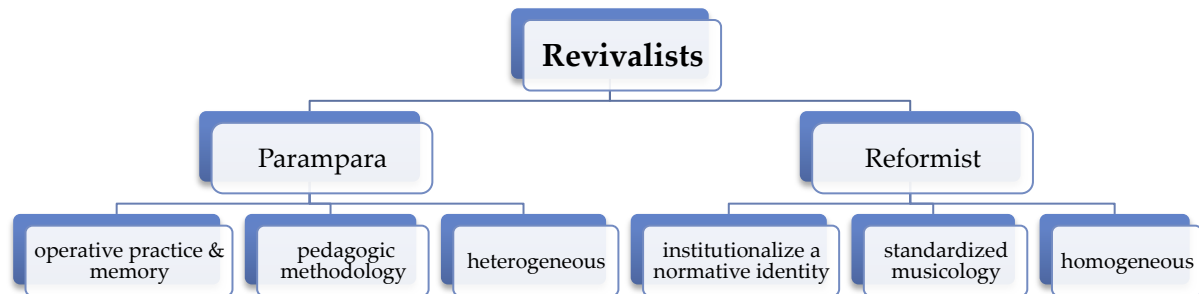 Revivalists
Parampara
Reformist
operative practice &
memory
pedagogic
methodology
heterogeneous
institutionalize a
normative identity
standardized
musicology
homogeneous